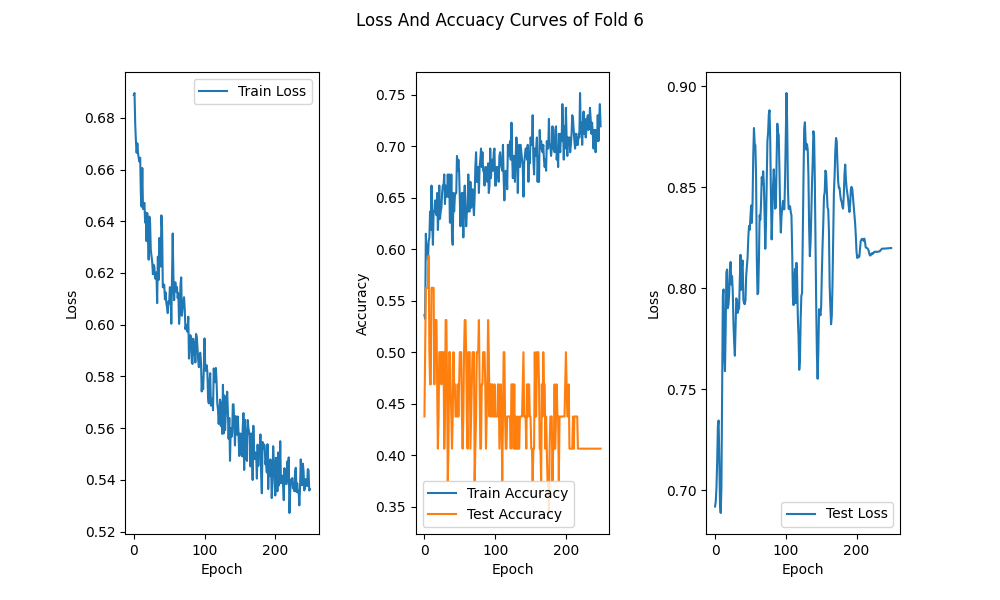 Loss And Accuacy Curves of Fold 6
Train Loss
0.68
0.66
0.64
0.62
0.60
0.58
0.56
0.54
0.52
Loss
0
100
200
Epoch
0.75
0.70
0.65
0.60
0.55
0.50
0.45
0.40
0.35
Accuracy
Train Accuracy
Test Accuracy
0
100
200
Epoch
0.90
0.85
0.80
0.75
0.70
Loss
Test Loss
0
100
200
Epoch